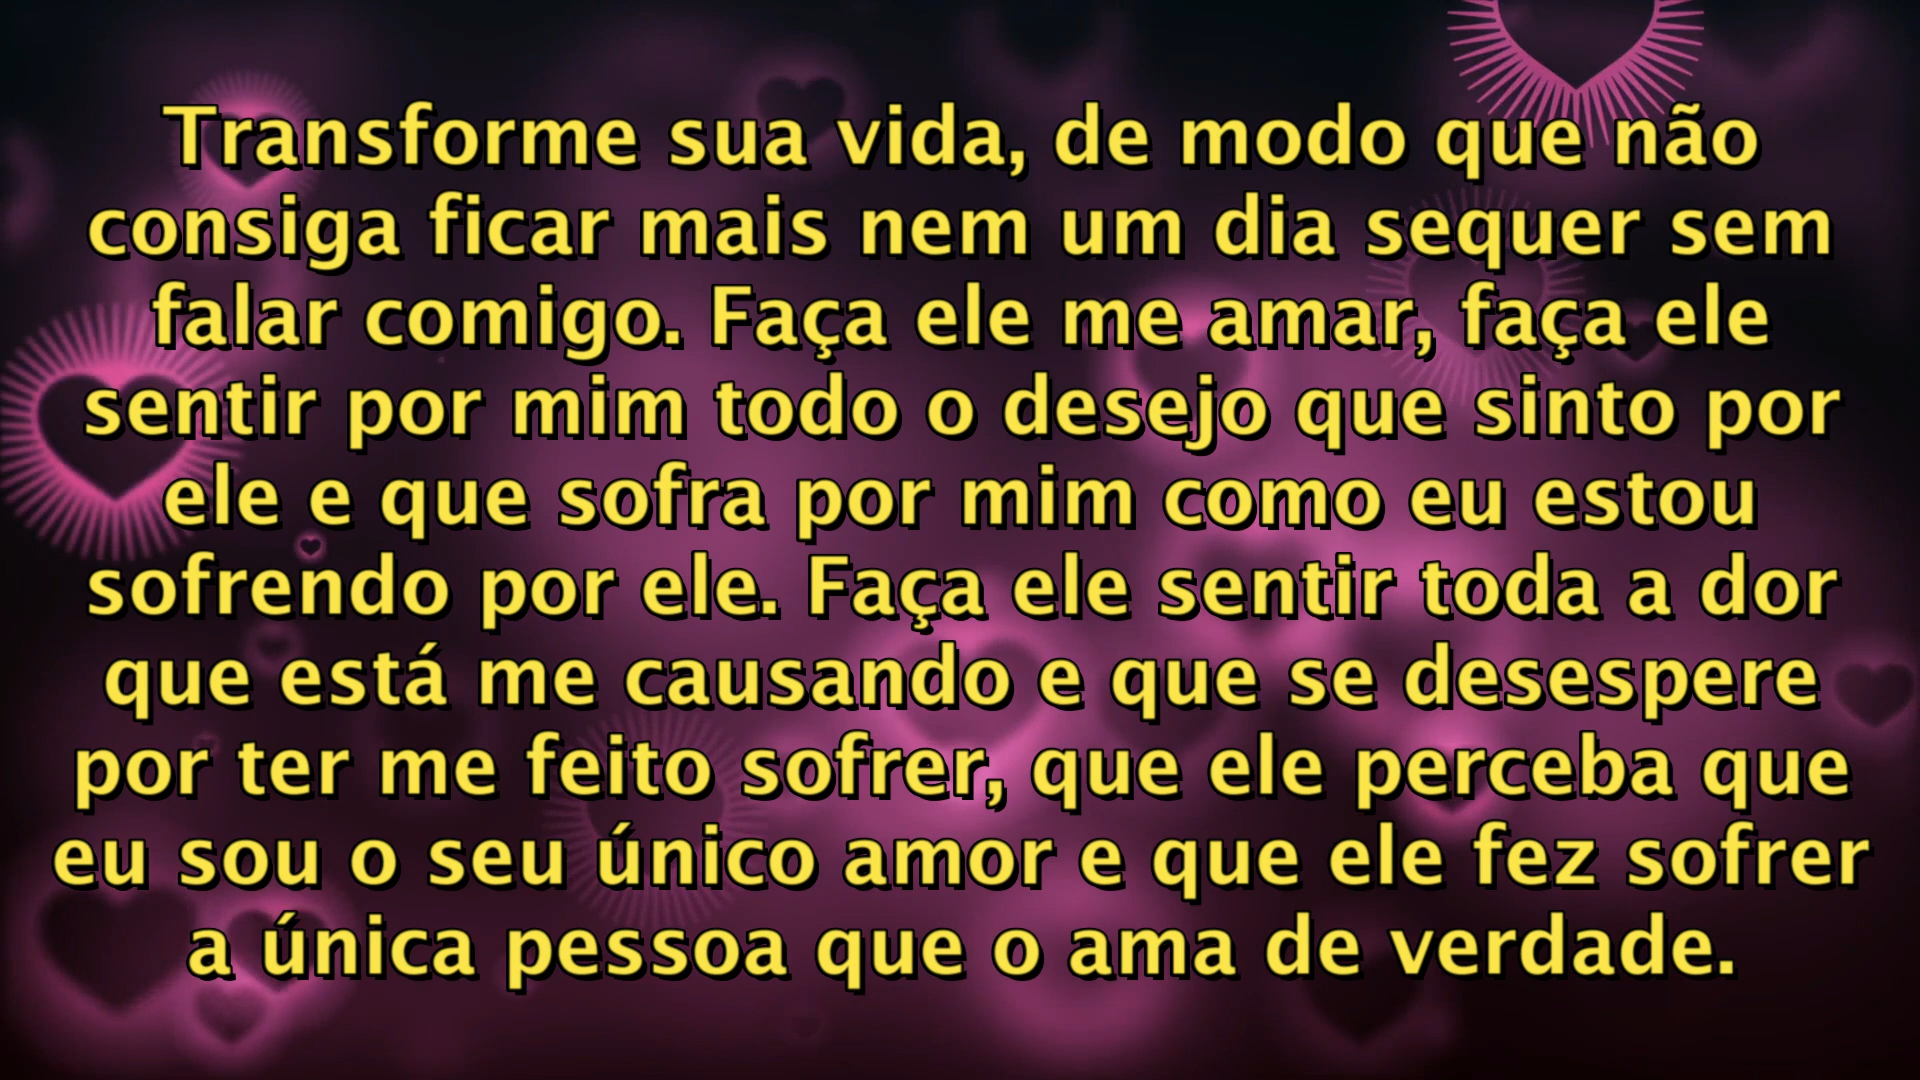 Transforme sua vida, de modo que não
consiga ficar mais nem um dia sequer sem
falar comigo. Faça ele me amar, faça ele
sentir por mim todo o desejo que sinto por
ele e que sofra por mim como eu estou
sofrendo por ele. Faça ele sentir toda a dor
que está me causando e que se desespere
por ter me feito sofrer, que ele perceba que
eu sou o seu único amor e que ele fez sofrer
a única pessoa que o ama de verdade.